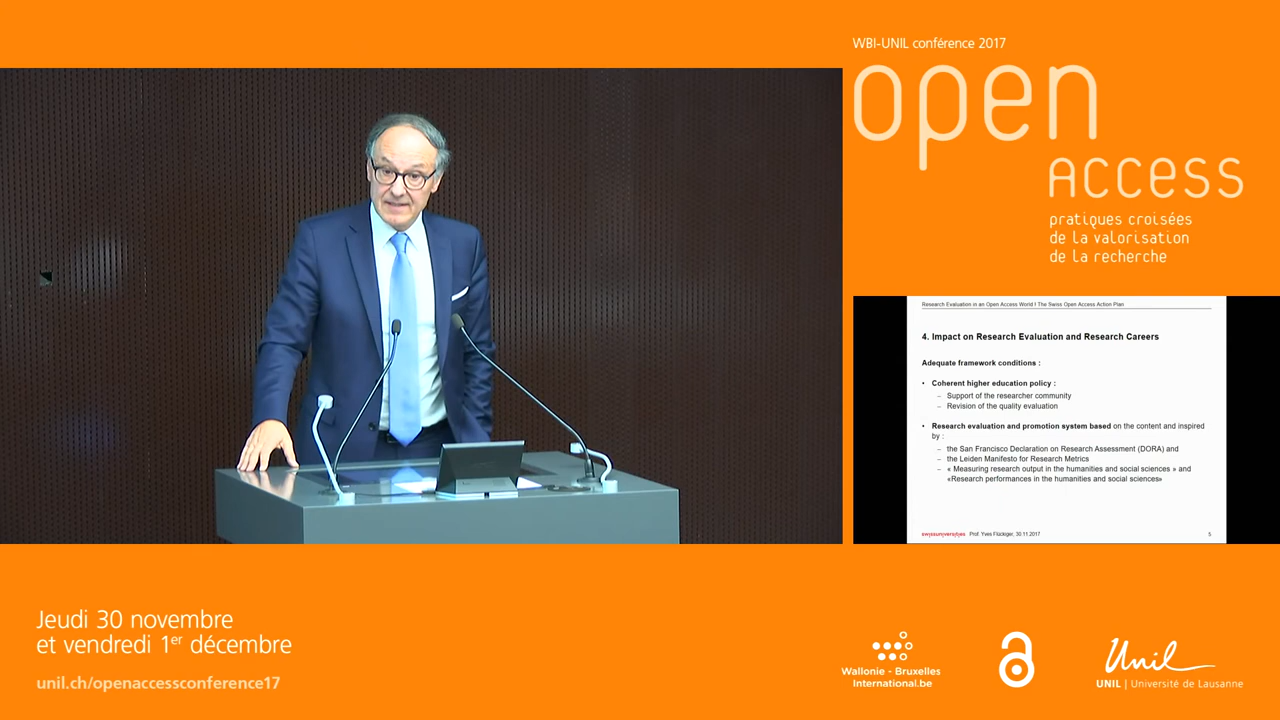 WBI-UNIL conférence 2017
open
access
pratiques croisées
de la valorisation
de la recherche
Research Evaluation in an Open Access World ! The Swiss Open Access Action Plan
4. Impact on Research Evaluation and Research Careers
Adequate framework conditions :
• Coherent higher education policy :
– Support of the researcher community
– Revision of the quality evaluation
• Research evaluation and promotion system based on the content and inspired
by :
– the San Francisco Declaration on Research Assessment (DORA) and
– the Leiden Manifesto for Research Metrics
– « Measuring research output in the humanities and social sciences » and
«Research performances in the humanities and social sciences»
swissuniversities Prof. Yves Flückiger, 30.11.2017 5
Jeudi 30 novembre
et vendredi 1er décembre
unil.ch/openaccessconference17
Wallonie - Bruxelles
International.be
Unil
UNIL | Université de Lausanne